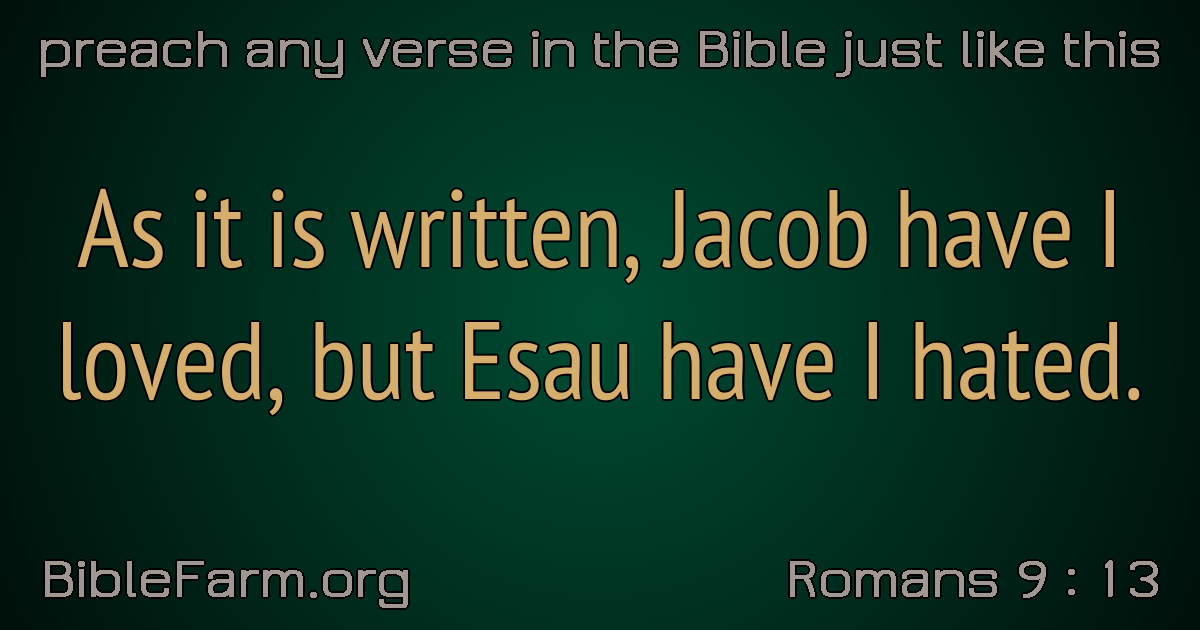 preach any verse in the Bible just like this
As it is written, Jacob have I
loved, but Esau have I hated.
BibleFarm.org
Romans 9 : 13